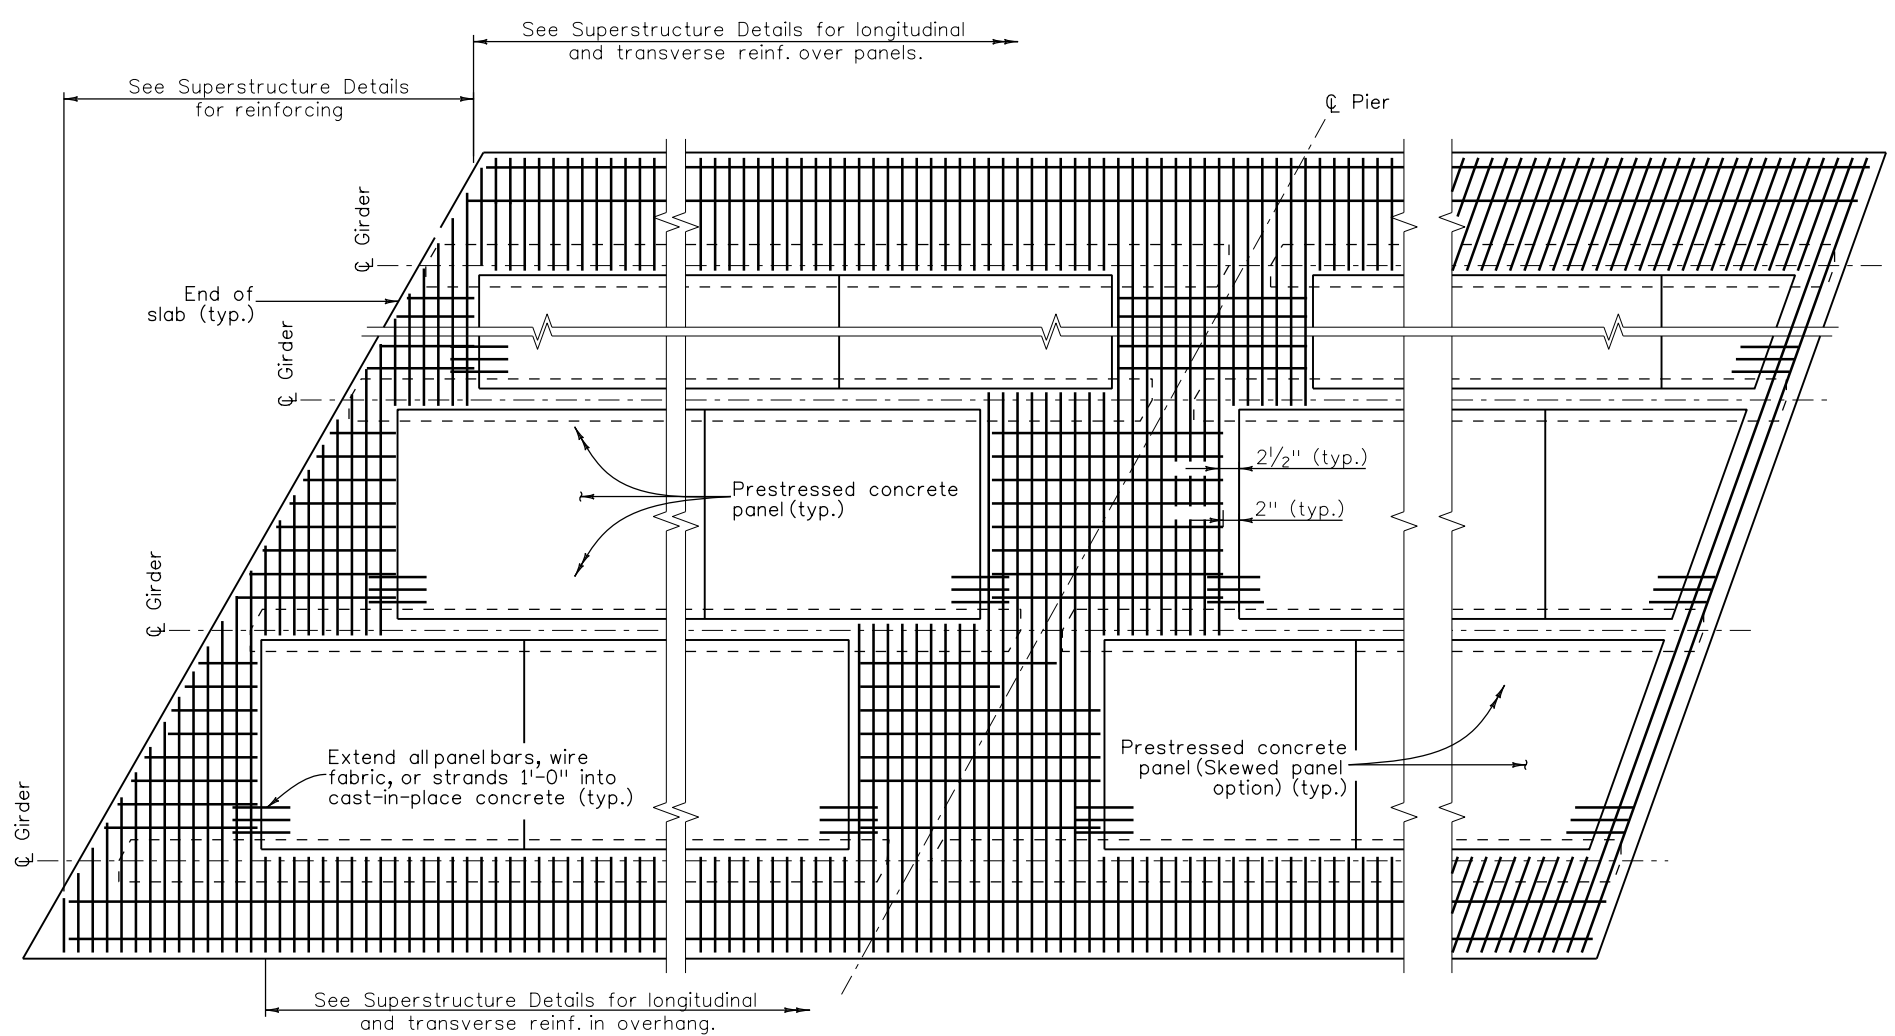 See Superstructure Details for longitudinal
and transverse reinf. over panels.
See Superstructure Details
for reinforcing
℄ Pier
℄ Girder
End of
slab (typ.)
℄ Girder
2½" (typ.)
Prestressed concrete
panel (typ.)
2" (typ.)
℄ Girder
Prestressed concrete
panel (Skewed panel
option) (typ.)
Extend all panel bars, wire
fabric, or strands 1'-0" into
cast-in-place concrete (typ.)
℄ Girder
See Superstructure Details for longitudinal
and transverse reinf. in overhang.